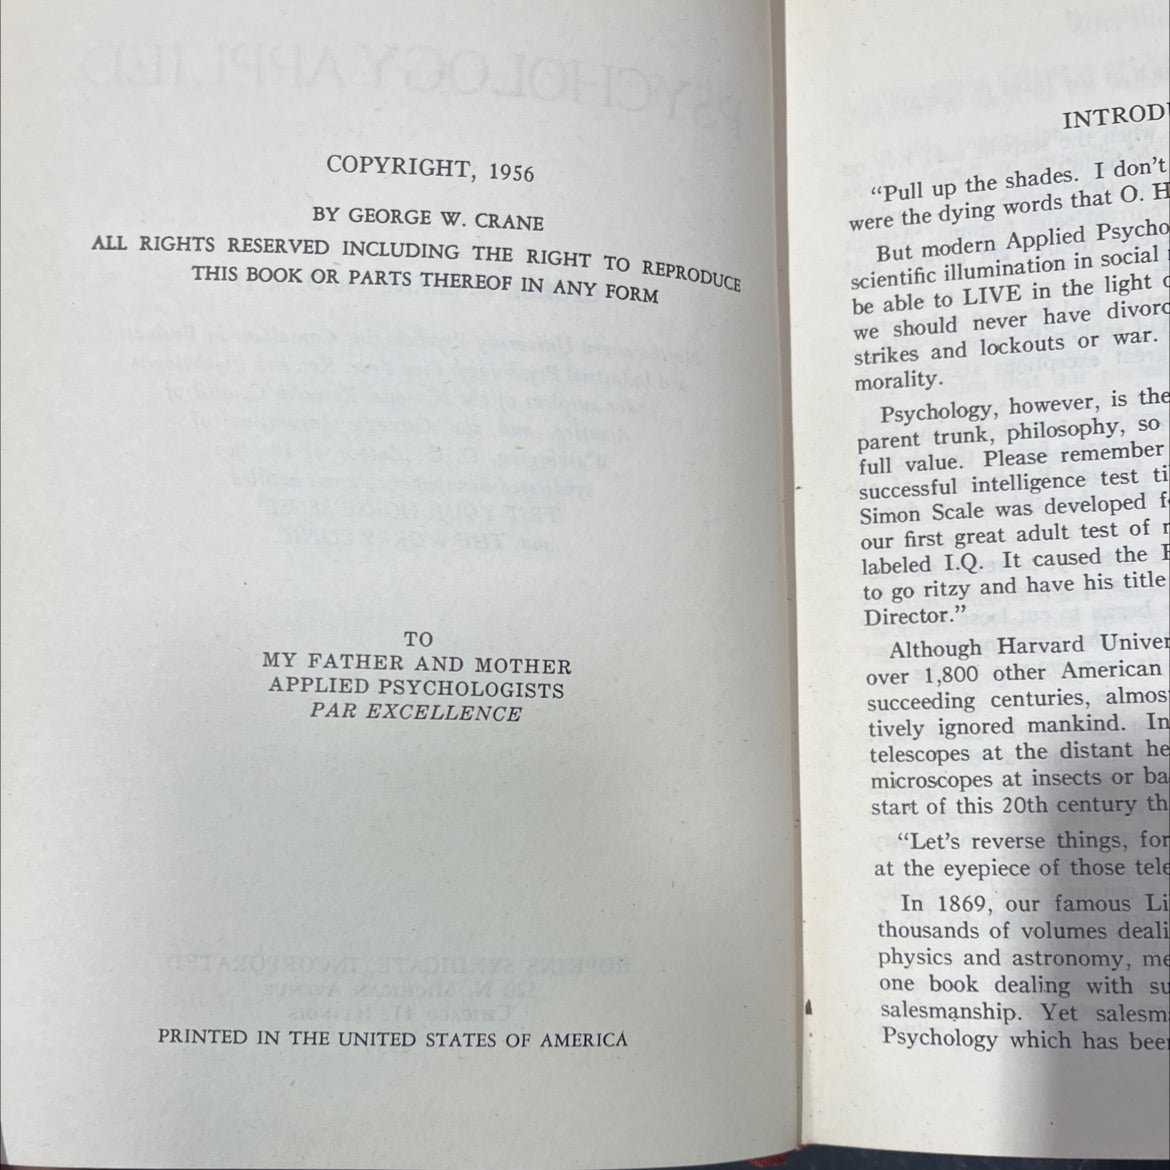 COPYRIGHT, 1956
BY GEORGE W. CRANE
ALL RIGHTS RESERVED INCLUDING THE RIGHT TO REPRODUCE
THIS BOOK OR PARTS THEREOF IN ANY FORM
TO
MY FATHER AND MOTHER
APPLIED PSYCHOLOGISTS
PAR EXCELLENCE
PRINTED IN THE UNITED STATES OF AMERICA
INTROD
“Pull up the shades. I don’t
were the dying words that O. H
But modern Applied Psycho
scientific illumination in social
be able to LIVE in the light
we should never have divorc
strikes and lockouts or war.
morality.
Psychology, however, is the
parent trunk, philosophy, so
full value. Please remember
successful intelligence test ti
Simon Scale was developed f
our first great adult test of
labeled I.Q. It caused the
to go ritzy and have his title
Director.”
Although Harvard Univer
over 1,800 other American
succeeding centuries, almos
tively ignored mankind. In
telescopes at the distant he
microscopes at insects or ba
start of this 20th century th
“Let’s reverse things, for
at the eyepiece of those tele
In 1869, our famous Li
thousands of volumes deali
physics and astronomy, me
one book dealing with su
salesmanship. Yet salesm
Psychology which has bee